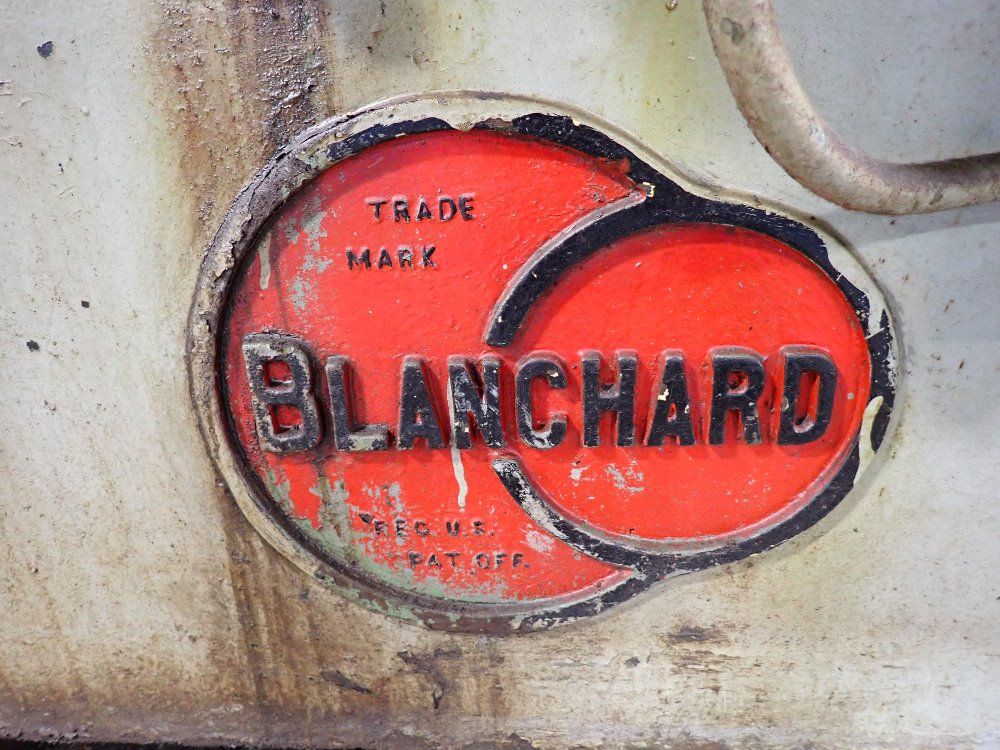 TRADE
MARK
BLANCHARD
REG. U.S.
PAT. OFF.